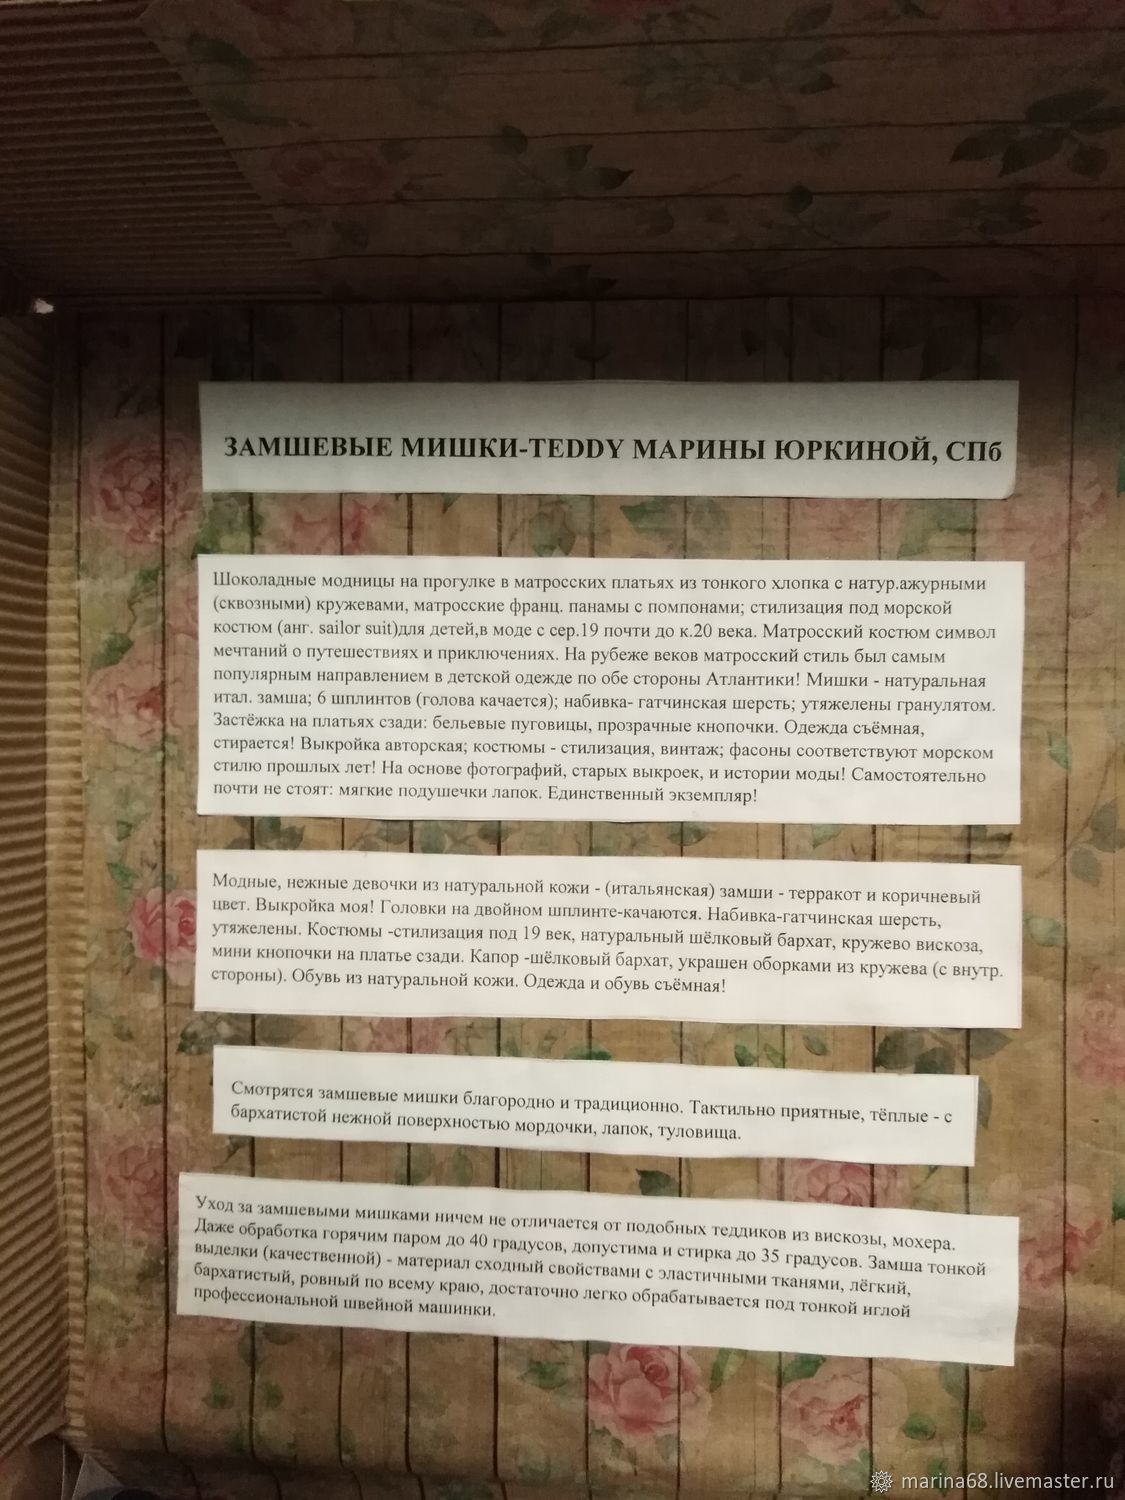 ЗАМШЕВЫЕ МИШКИ-TEDDY МАРИНЫ ЮРКИНОЙ, СПб
Шоколадные модницы на прогулке в матросских платьях из тонкого хлопка с натур.ажурными
(сквозными) кружевами, матросские франц. панамы с помпонами; стилизация под морской
костюм (анг. sailor suit)для детей,в моде с сер.19 почти до к.20 века. Матросский костюм символ
мечтаний о путешествиях и приключениях. На рубеже веков матросский стиль был самым
популярным направлением в детской одежде по обе стороны Атлантики! Мишки - натуральная
итал. замша; 6 шплинтов (голова качается); набивка- гатчинская шерсть; утяжелены гранулятом.
Застёжка на платьях сзади: бельевые пуговицы, прозрачные кнопочки. Одежда съёмная,
стирается! Выкройка авторская; костюмы - стилизация, винтаж; фасоны соответствуют морском
стилю прошлых лет! На основе фотографий, старых выкроек, и истории моды! Самостоятельно
почти не стоят: мягкие подушечки лапок. Единственный экземпляр!
Модные, нежные девочки из натуральной кожи - (итальянская) замши - терракот и коричневый
цвет. Выкройка моя! Головки на двойном шплинте-качаются. Набивка-гатчинская шерсть,
утяжелены. Костюмы -стилизация под 19 век, натуральный шёлковый бархат, кружево вискоза,
мини кнопочки на платье сзади. Капор -шёлковый бархат, украшен оборками из кружева (с внутр.
стороны). Обувь из натуральной кожи. Одежда и обувь съёмная!
Смотрятся замшевые мишки благородно и традиционно. Тактильно приятные, тёплые - с
бархатистой нежной поверхностью мордочки, лапок, туловища.
Уход за замшевыми мишками ничем не отличается от подобных теддиков из вискозы, мохера.
Даже обработка горячим паром до 40 градусов, допустима и стирка до 35 градусов. Замша тонкой
выделки (качественной) - материал сходный свойствами с эластичными тканями, лёгкий,
бархатистый, ровный по всему краю, достаточно легко обрабатывается под тонкой иглой
профессиональной швейной машинки.
marina68.livemaster.ru